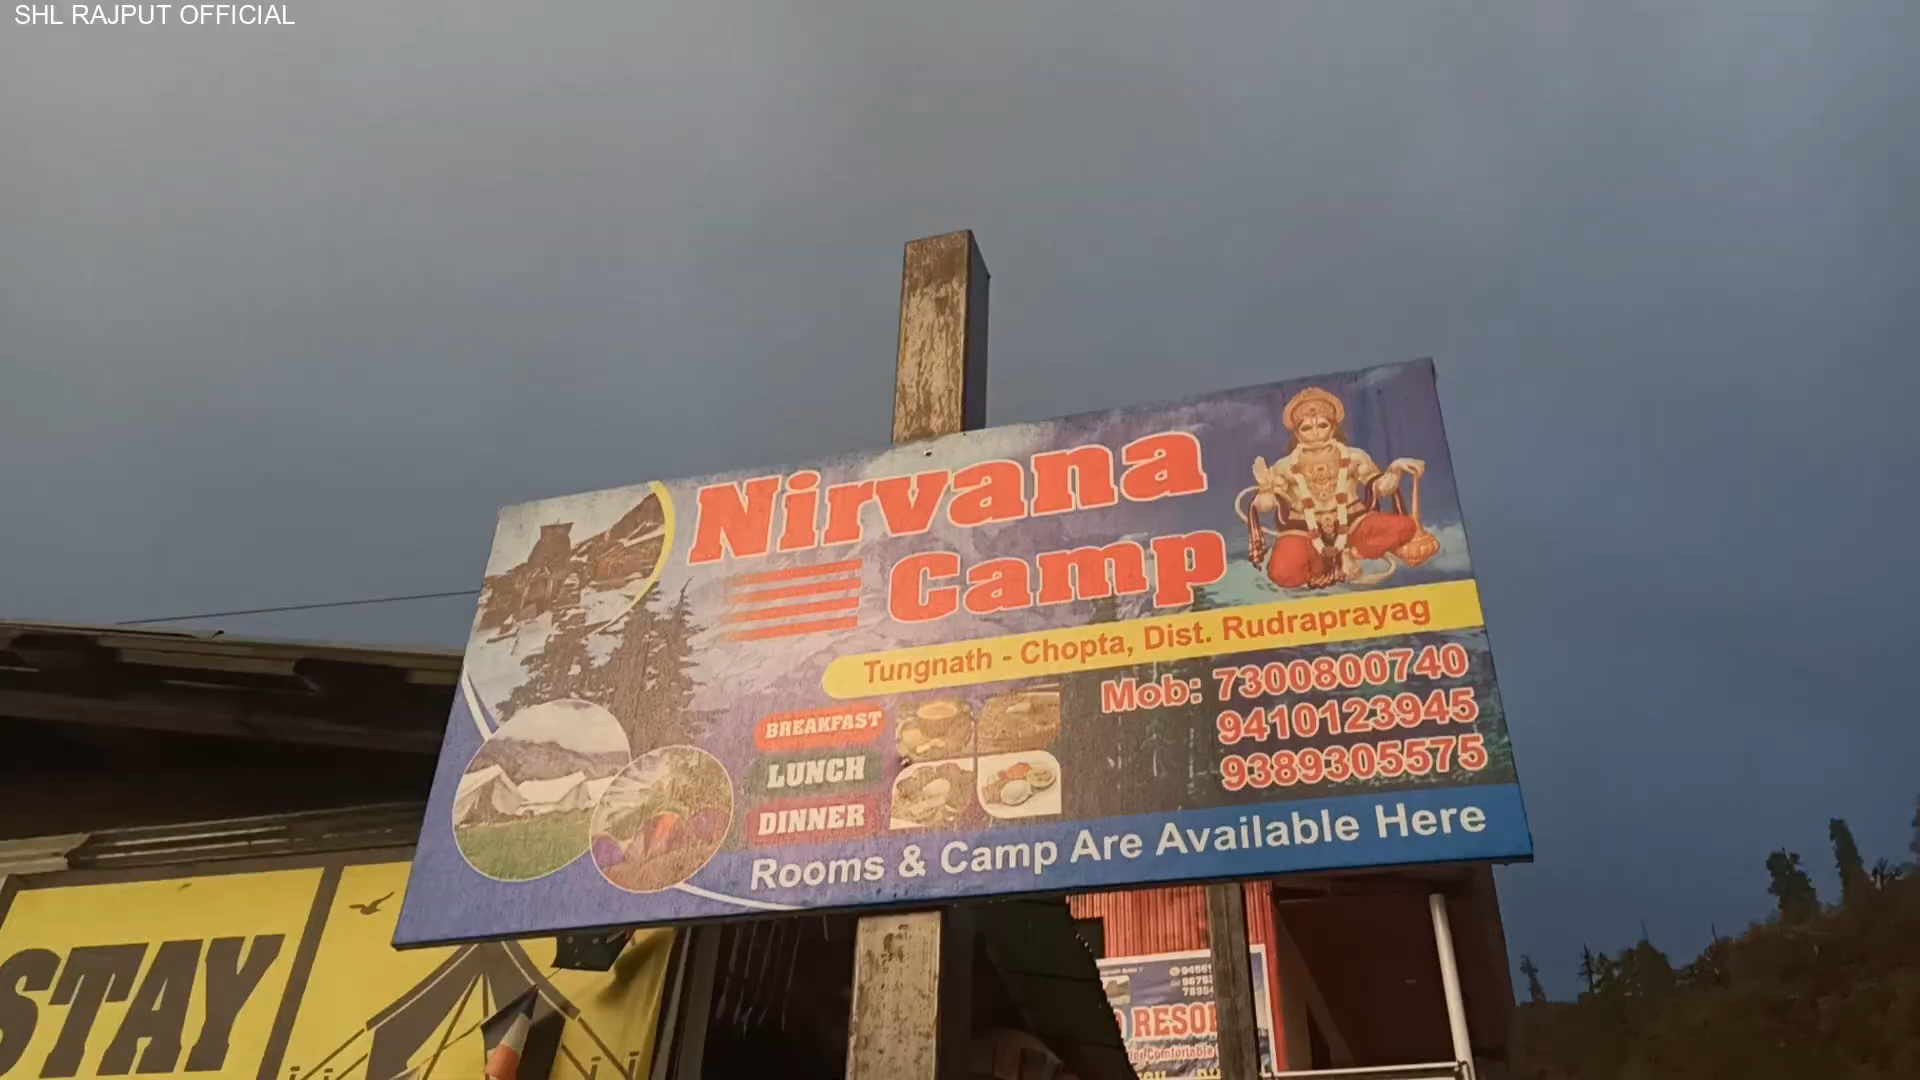 SHL RAJPUT OFFICIAL
Nirvana
Camp
Tungnath - Chopta, Dist. Rudraprayag
Mob: 7300800740
9410123945
9389305575
BREAKFAST
LUNCH
DINNER
Rooms & Camp Are Available Here
STAY